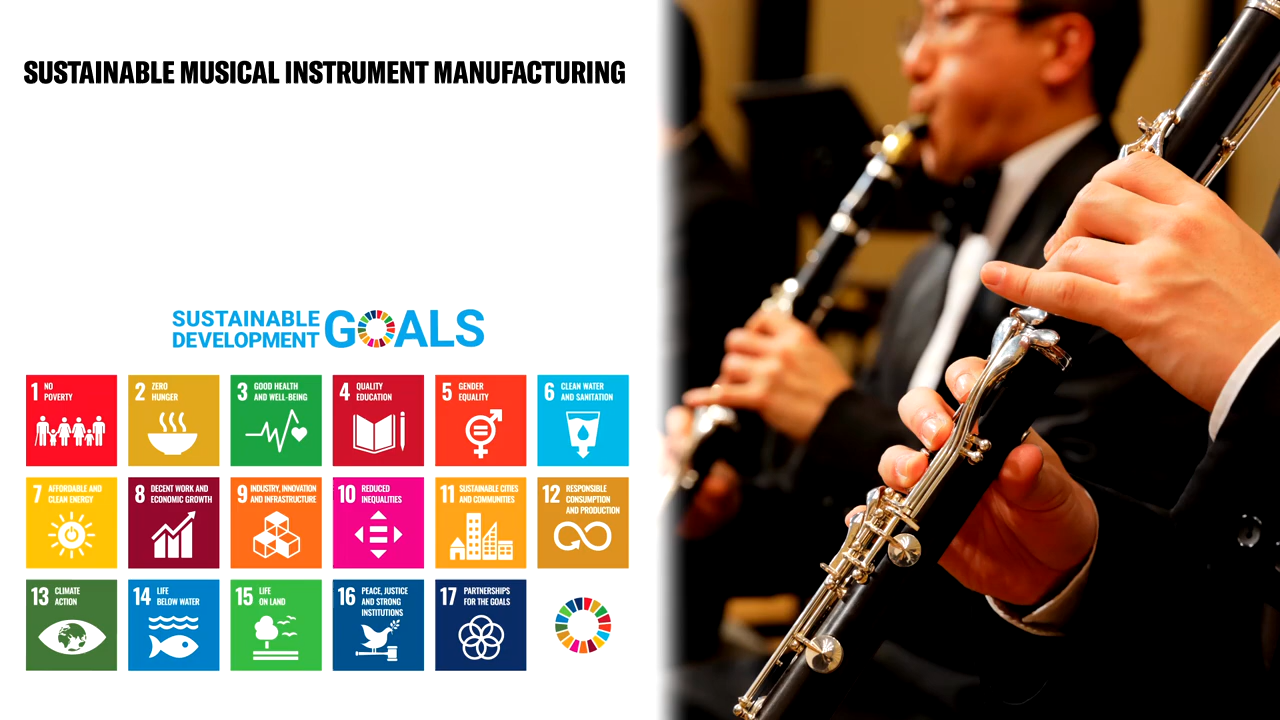 SUSTAINABLE MUSICAL INSTRUMENT MANUFACTURING
SUSTAINABLE
DEVELOPMENT
GOALS
1 NO
POVERTY
2 ZERO
HUNGER
3 GOOD HEALTH
AND WELL-BEING
4 QUALITY
EDUCATION
5 GENDER
EQUALITY
6 CLEAN WATER
AND SANITATION
7 AFFORDABLE AND
CLEAN ENERGY
8 DECENT WORK AND
ECONOMIC GROWTH
9 INDUSTRY, INNOVATION
AND INFRASTRUCTURE
10 REDUCED
INEQUALITIES
11 SUSTAINABLE CITIES
AND COMMUNITIES
12 RESPONSIBLE
CONSUMPTION
AND PRODUCTION
13 CLIMATE
ACTION
14 LIFE
BELOW WATER
15 LIFE
ON LAND
16 PEACE, JUSTICE
AND STRONG
INSTITUTIONS
17 PARTNERSHIPS
FOR THE GOALS